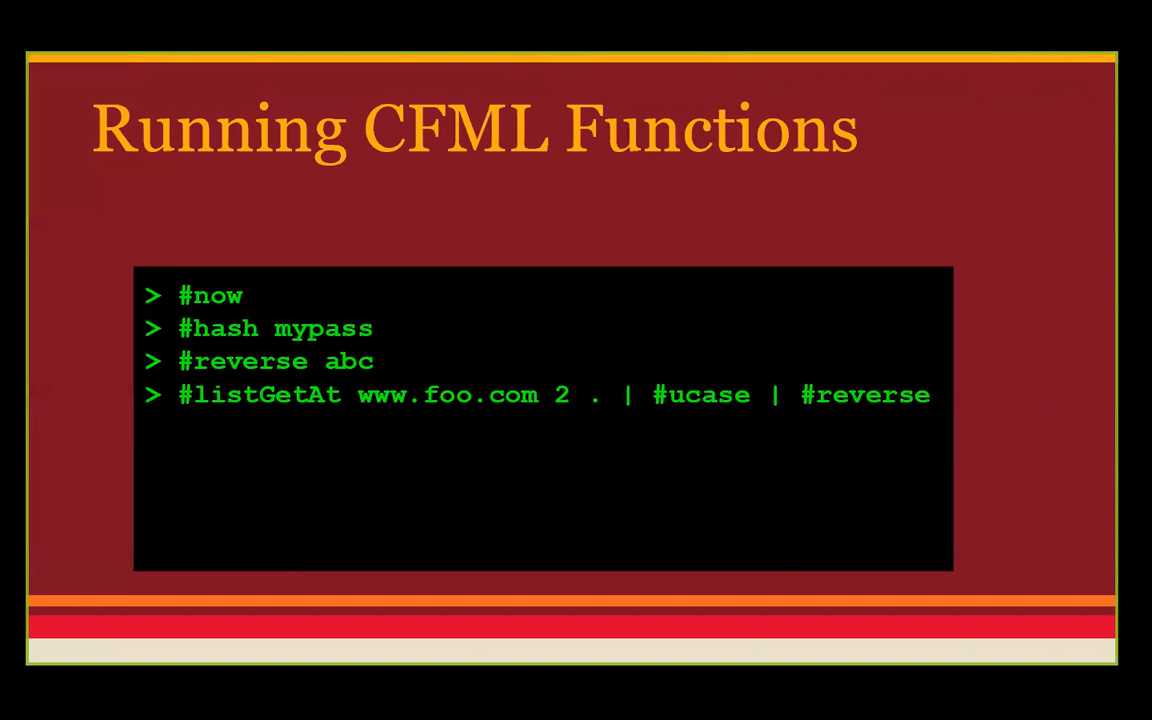 Running CFML Functions
> #now
> #hash mypass
> #reverse abc
> #listGetAt www.foo.com 2 . | #ucase | #reverse